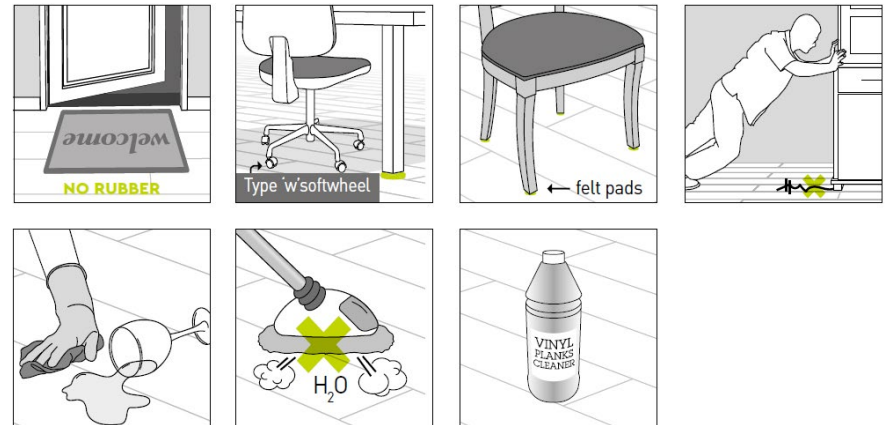 welcome
NO RUBBER
Type 'w'softwheel
felt pads
H₂O
VINYL
PLANKS
CLEANER